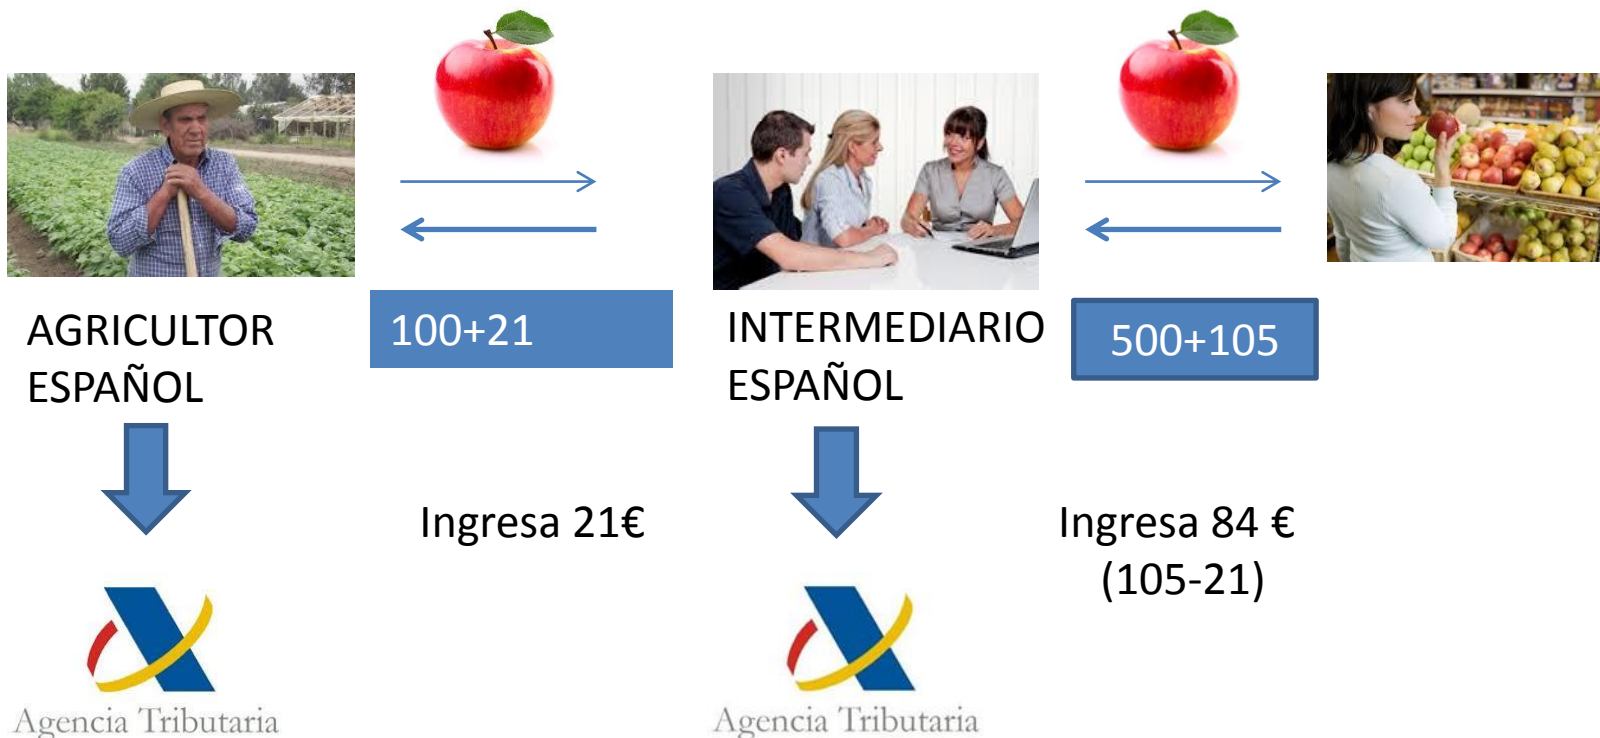 AGRICULTOR
ESPAÑOL
100+21
INTERMEDIARIO
ESPAÑOL
500+105
Ingresa 21€
Ingresa 84 €
(105-21)
Agencia Tributaria
Agencia Tributaria